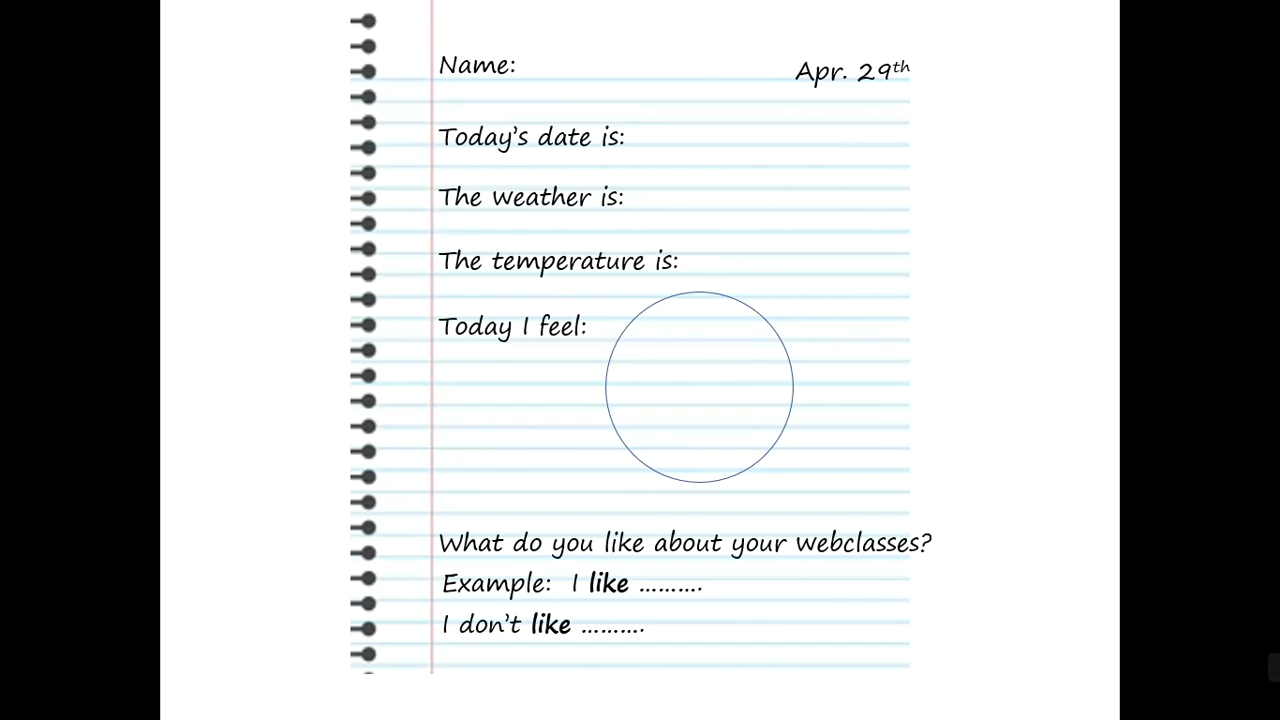 Name:
Apr. 29th
Today's date is:
The weather is:
The temperature is:
Today I feel:
What do you like about your webclasses?
Example: I like ..........
I don't like ..........